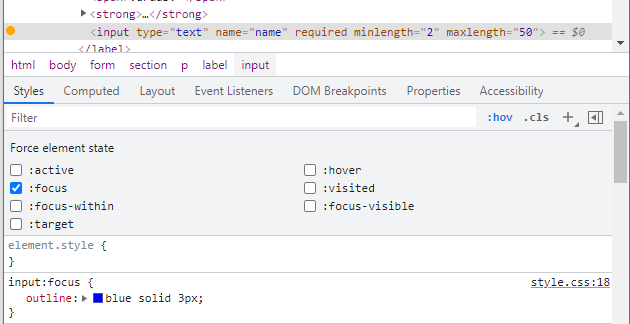 <strong>…</strong>
<input type="text" name="name" required minlength="2" maxlength="50"> == $0
</label>
html body form section p label input
Styles Computed Layout Event Listeners DOM Breakpoints Properties Accessibility
Filter :hov .cls +
Force element state
:active :hover
:focus :visited
:focus-within :focus-visible
:target
element.style {
}
input:focus { style.css:18
outline: blue solid 3px;
}